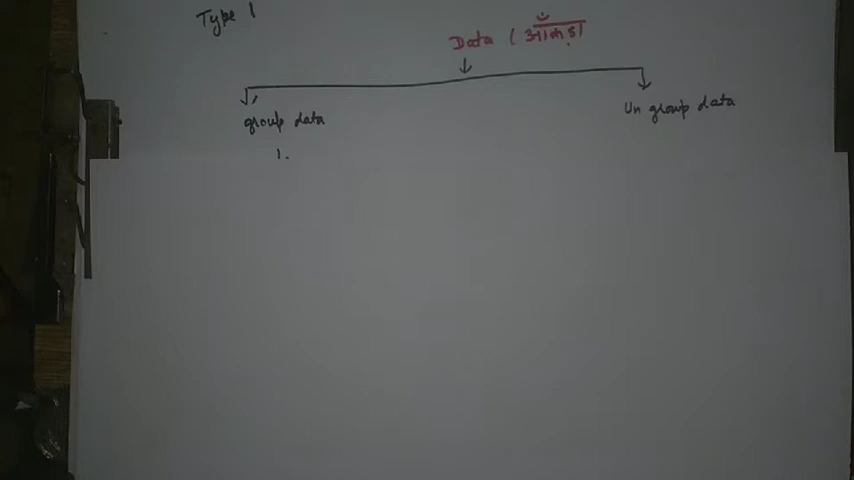 Type 1
Data (आँकड़ा
group data
Un group data
1.